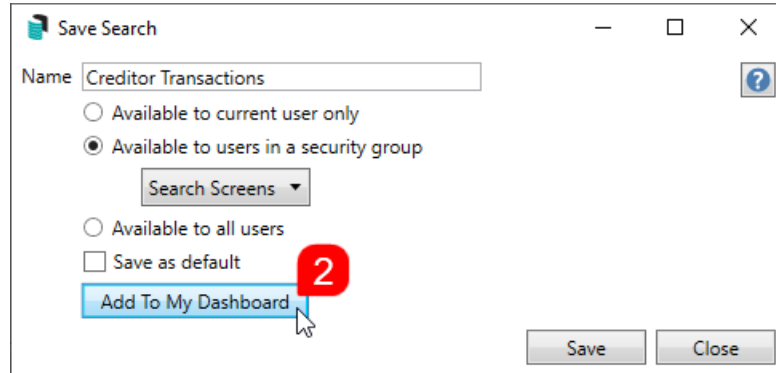 Save Search
Name Creditor Transactions
?
Available to current user only
Available to users in a security group
Search Screens
Available to all users
Save as default
2
Add To My Dashboard
Save Close